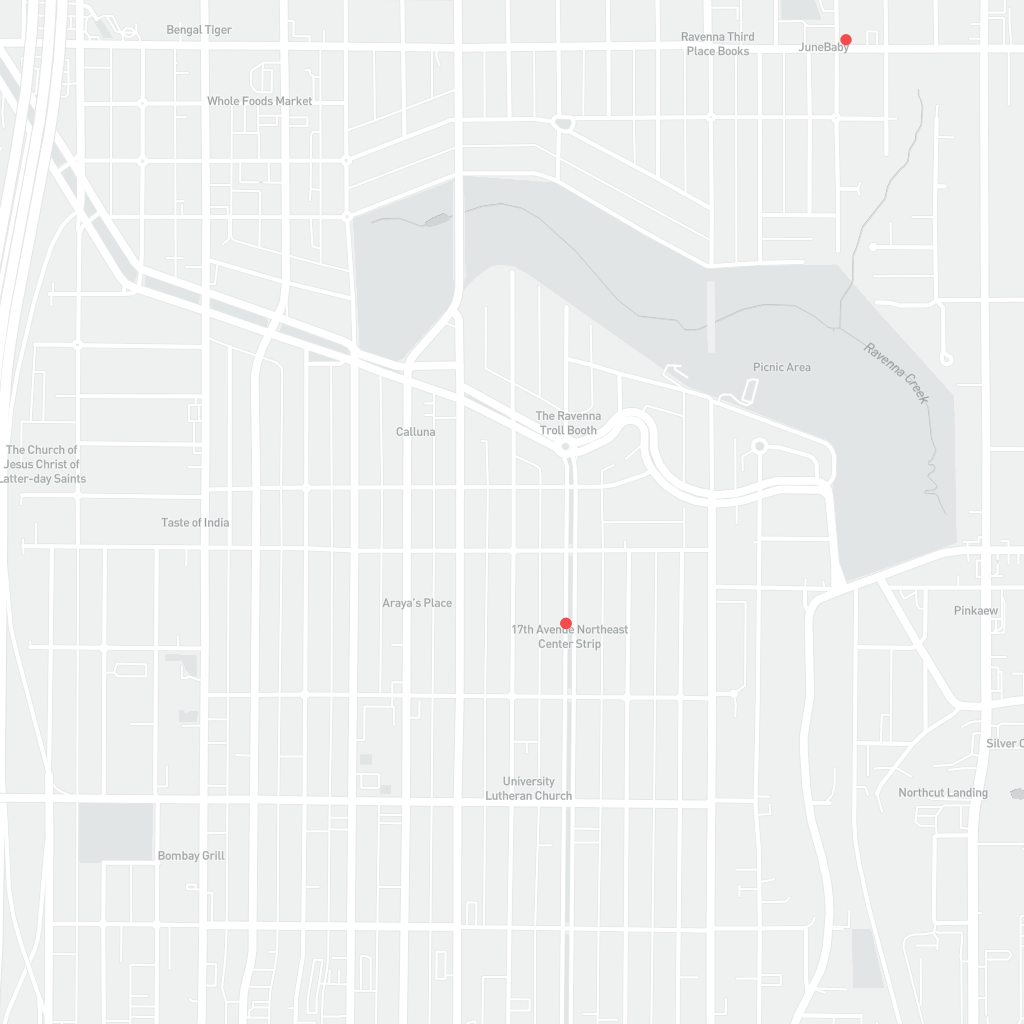 Bengal Tiger
Ravenna Third
Place Books
JuneBaby
Whole Foods Market
Picnic Area
Ravenna Creek
The Ravenna
Troll Booth
Calluna
The Church of
Jesus Christ of
Latter-day Saints
Taste of India
Araya's Place
Pinkaew
17th Avenue Northeast
Center Strip
Silver C
University
Lutheran Church
Northcut Landing
Bombay Grill